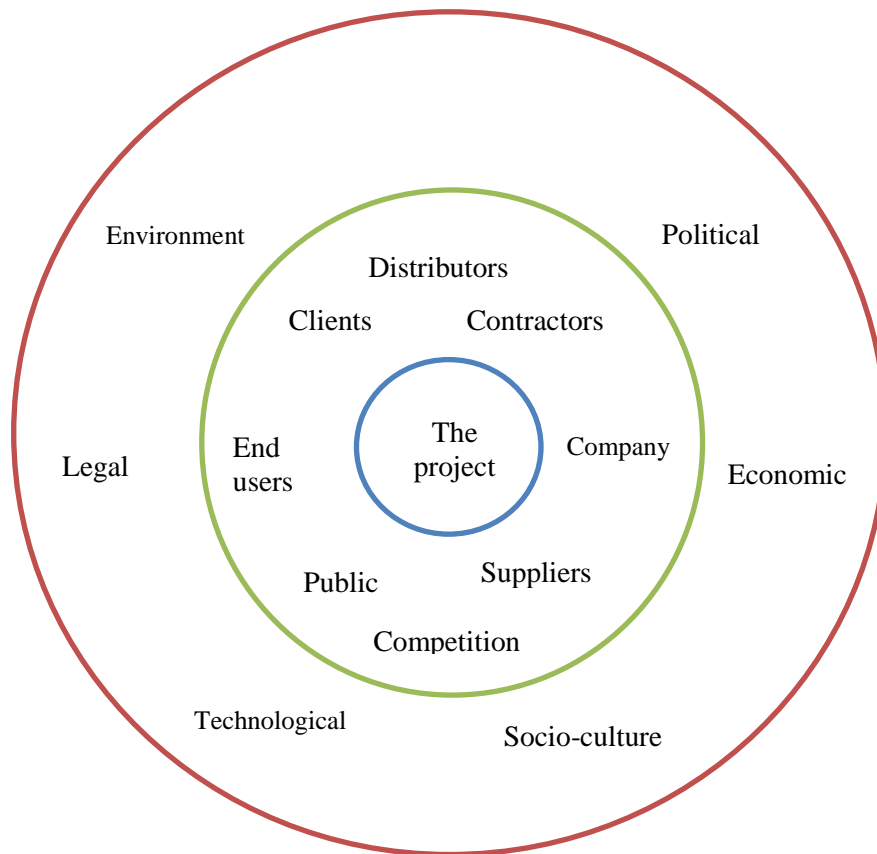 Environment
Political
Distributors
Clients
Contractors
The
project
End
users
Company
Legal
Economic
Public
Suppliers
Competition
Technological
Socio-culture